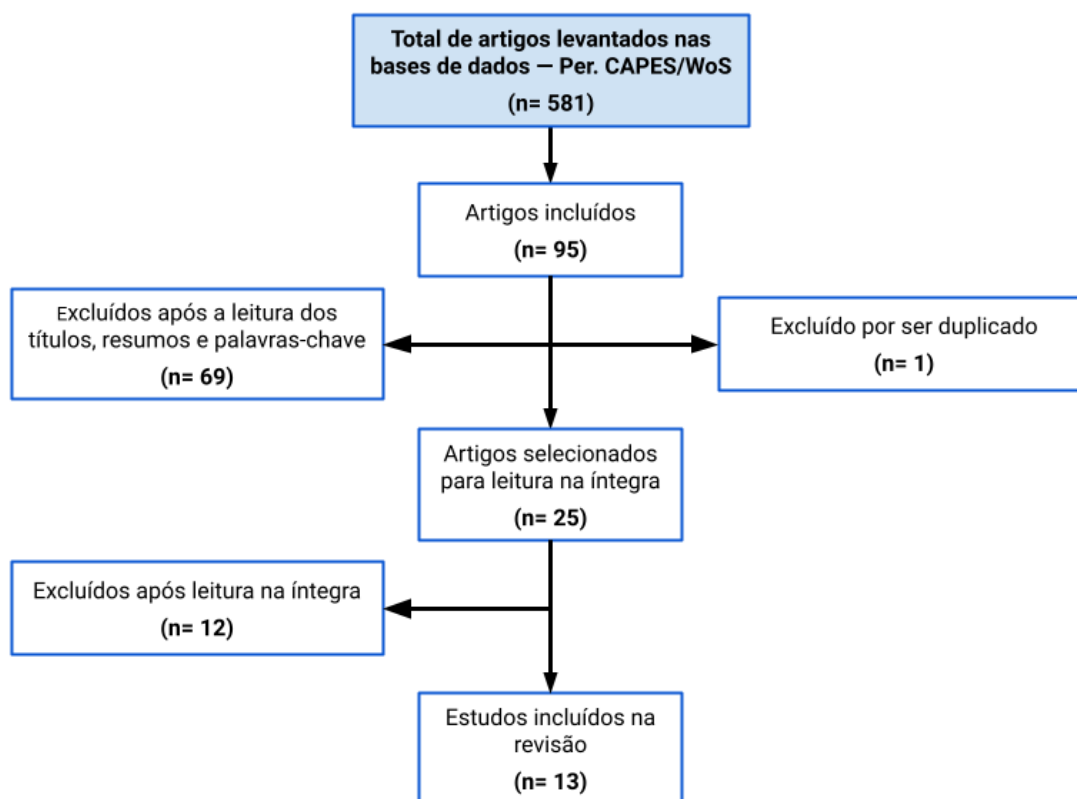 Total de artigos levantados nas
bases de dados — Per. CAPES/WoS
(n= 581)
Artigos incluídos
(n= 95)
Excluídos após a leitura dos
títulos, resumos e palavras-chave
(n= 69)
Excluído por ser duplicado
(n= 1)
Artigos selecionados
para leitura na íntegra
(n= 25)
Excluídos após leitura na íntegra
(n= 12)
Estudos incluídos na
revisão
(n= 13)